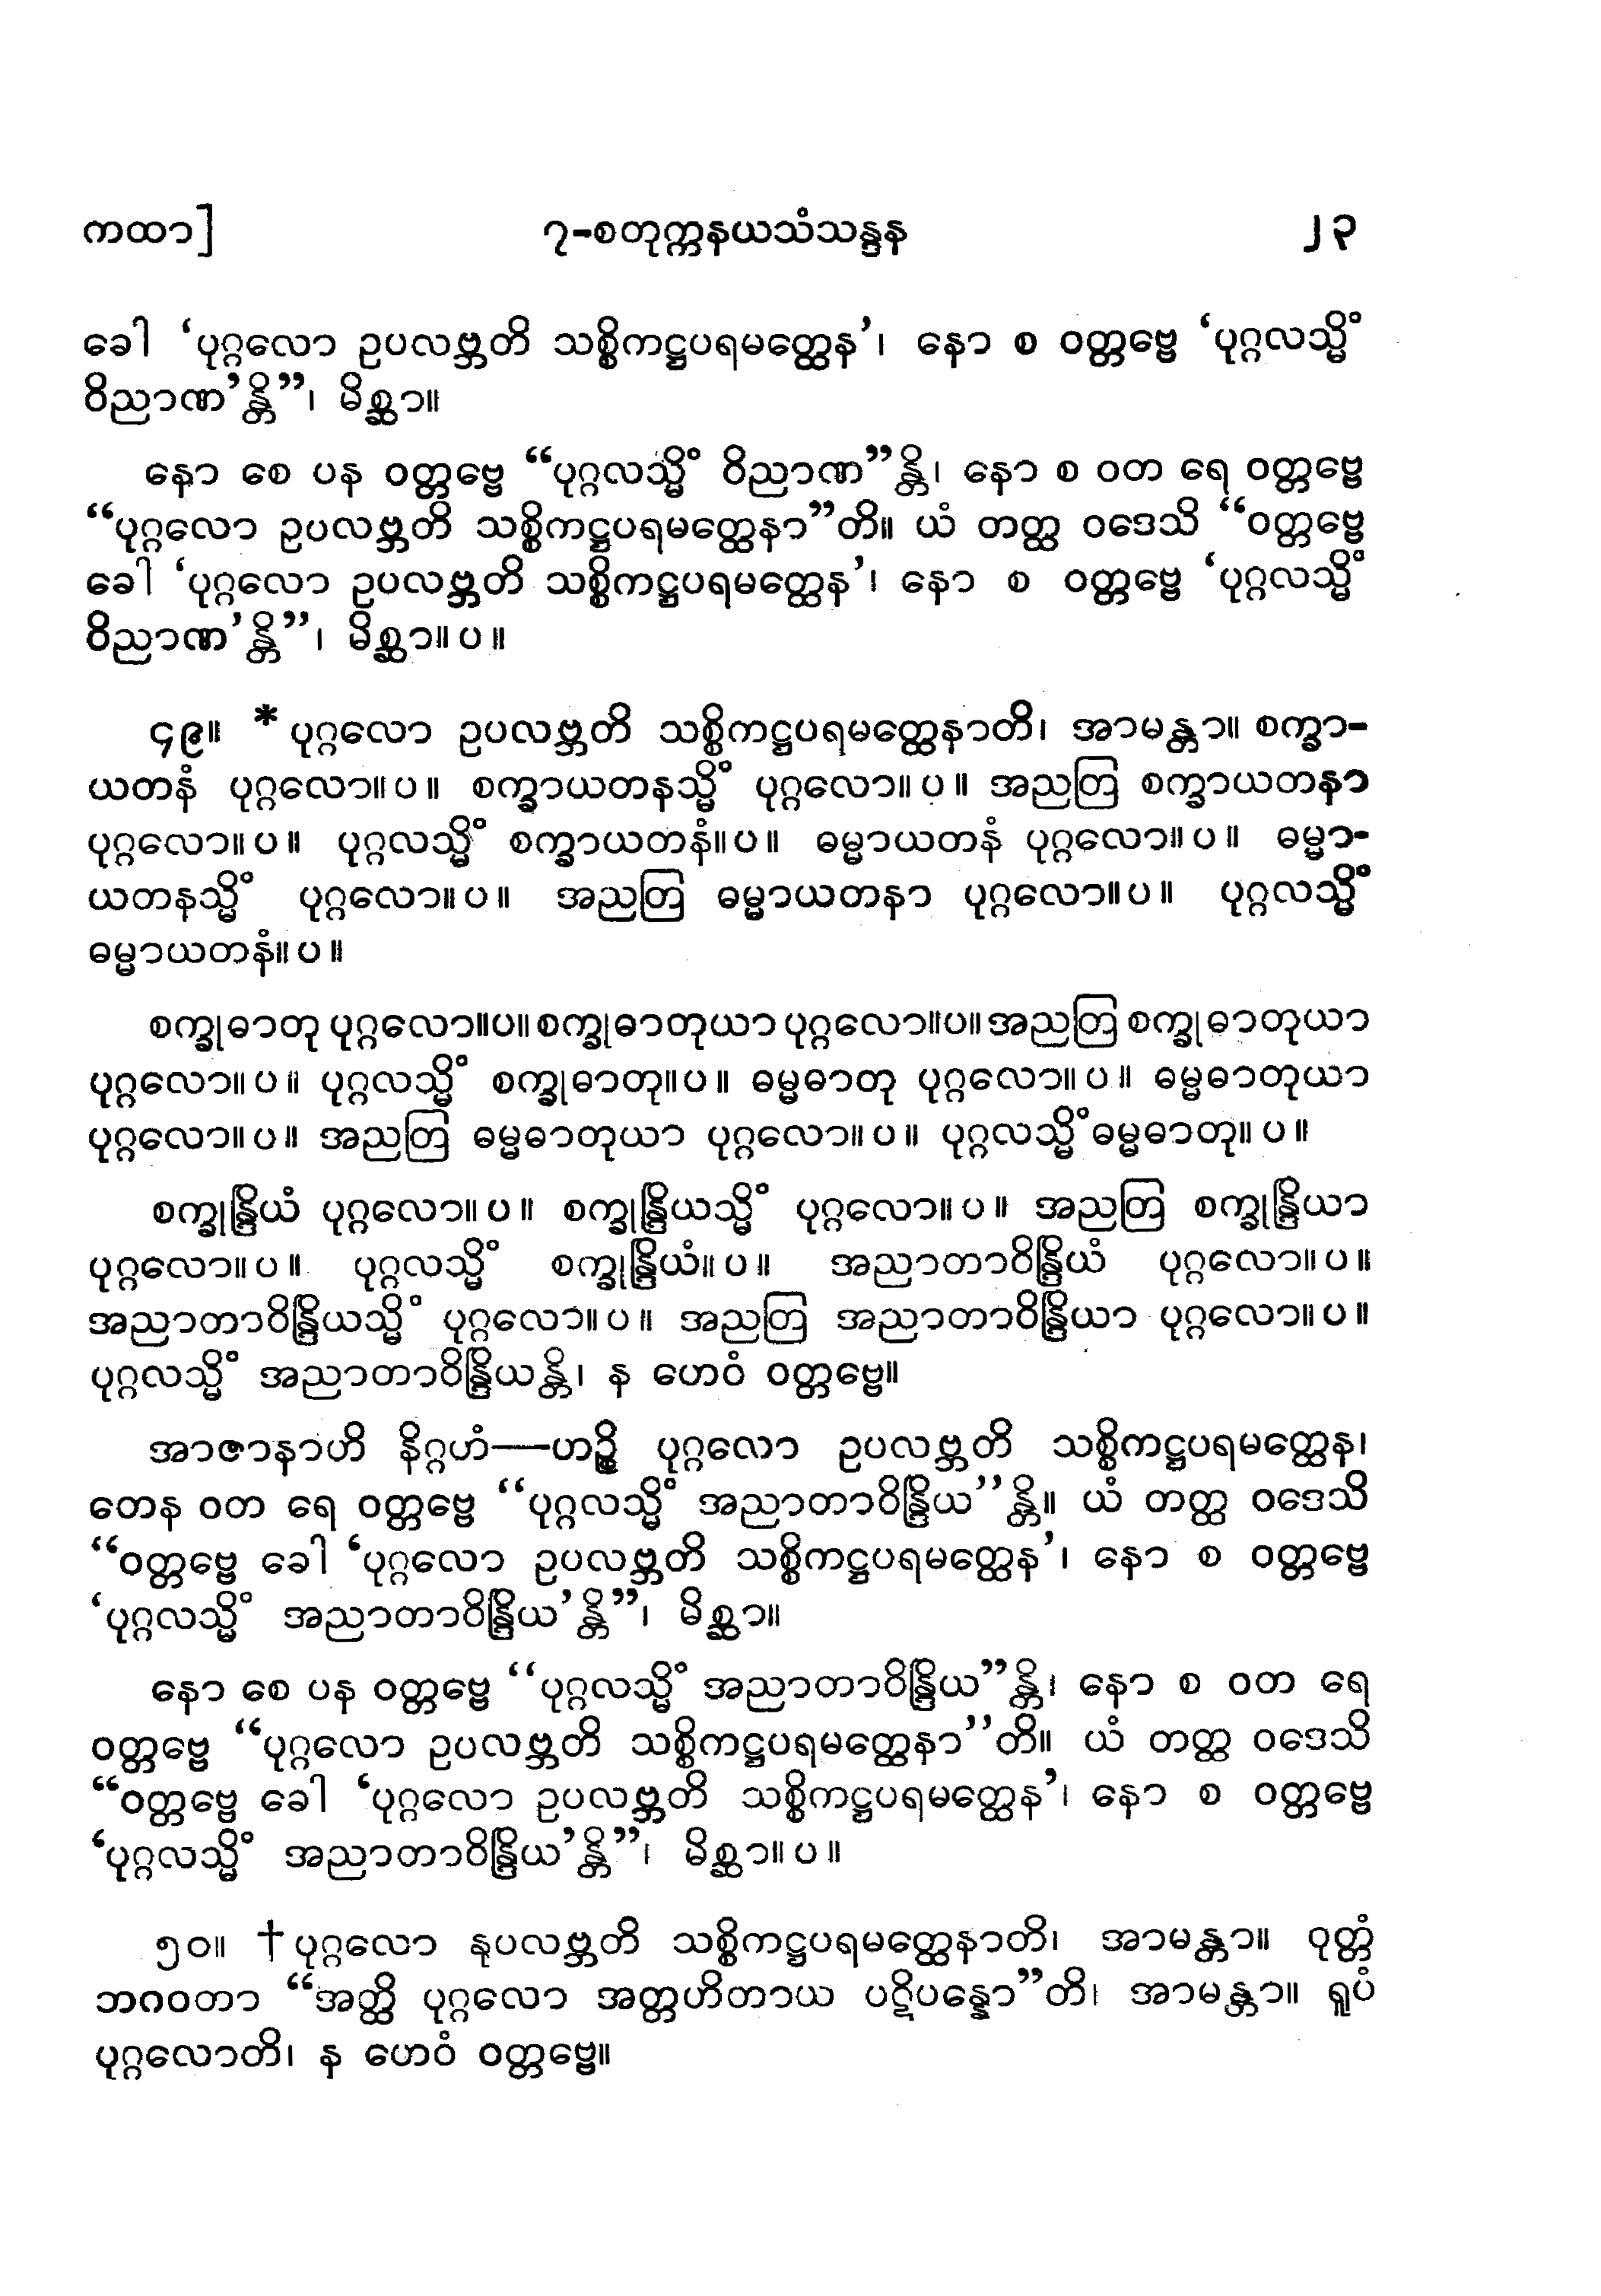 ကထာ] ၇-စတုက္ကနယသံသန္ဒန ၂၃
ခေါ ‘ပုဂ္ဂလော ဥပလဗ္ဘတိ သစ္စိကဋ္ဌပရမတ္ထေန’၊ နော စ ဝတ္တဗ္ဗေ ‘ပုဂ္ဂလသ္မိံ
ဝိညာဏ’န္တိ”၊ မိစ္ဆာ။
နော စေ ပန ဝတ္တဗ္ဗေ “ပုဂ္ဂလသ္မိံ ဝိညာဏ”န္တိ၊ နော စ ဝတ ရေ ဝတ္တဗ္ဗေ
“ပုဂ္ဂလော ဥပလဗ္ဘတိ သစ္စိကဋ္ဌပရမတ္ထေနာ”တိ။ ယံ တတ္ထ ဝဒေသိ “ဝတ္တဗ္ဗေ
ခေါ ‘ပုဂ္ဂလော ဥပလဗ္ဘတိ သစ္စိကဋ္ဌပရမတ္ထေန’၊ နော စ ဝတ္တဗ္ဗေ ‘ပုဂ္ဂလသ္မိံ
ဝိညာဏ’န္တိ”၊ မိစ္ဆာ။ပ။
၄၉။ * ပုဂ္ဂလော ဥပလဗ္ဘတိ သစ္စိကဋ္ဌပရမတ္ထေနာတိ၊ အာမန္တာ။ စက္ခာ-
ယတနံ ပုဂ္ဂလော။ပ။ စက္ခာယတနသ္မိံ ပုဂ္ဂလော။ပ။ အညတြ စက္ခာယတနာ
ပုဂ္ဂလော။ပ။ ပုဂ္ဂလသ္မိံ စက္ခာယတနံ။ပ။ ဓမ္မာယတနံ ပုဂ္ဂလော။ပ။ ဓမ္မာ-
ယတနသ္မိံ ပုဂ္ဂလော။ပ။ အညတြ ဓမ္မာယတနာ ပုဂ္ဂလော။ပ။ ပုဂ္ဂလသ္မိံ
ဓမ္မာယတနံ။ပ။
စက္ခုဓာတု ပုဂ္ဂလော။ပ။ စက္ခုဓာတုယာ ပုဂ္ဂလော။ပ။ အညတြ စက္ခုဓာတုယာ
ပုဂ္ဂလော။ပ။ ပုဂ္ဂလသ္မိံ စက္ခုဓာတု။ပ။ ဓမ္မဓာတု ပုဂ္ဂလော။ပ။ ဓမ္မဓာတုယာ
ပုဂ္ဂလော။ပ။ အညတြ ဓမ္မဓာတုယာ ပုဂ္ဂလော။ပ။ ပုဂ္ဂလသ္မိံ ဓမ္မဓာတု။ပ။
စက္ခုန္ဒြိယံ ပုဂ္ဂလော။ပ။ စက္ခုန္ဒြိယသ္မိံ ပုဂ္ဂလော။ပ။ အညတြ စက္ခုန္ဒြိယာ
ပုဂ္ဂလော။ပ။ ပုဂ္ဂလသ္မိံ စက္ခုန္ဒြိယံ။ပ။ အညာတာဝိန္ဒြိယံ ပုဂ္ဂလော။ပ။
အညာတာဝိန္ဒြိယသ္မိံ ပုဂ္ဂလော။ပ။ အညတြ အညာတာဝိန္ဒြိယာ ပုဂ္ဂလော။ပ။
ပုဂ္ဂလသ္မိံ အညာတာဝိန္ဒြိယန္တိ၊ န ဟေဝံ ဝတ္တဗ္ဗေ။
အာဇာနာဟိ နိဂ္ဂဟံ—ဟဉ္စိ ပုဂ္ဂလော ဥပလဗ္ဘတိ သစ္စိကဋ္ဌပရမတ္ထေန၊
တေန ဝတ ရေ ဝတ္တဗ္ဗေ “ပုဂ္ဂလသ္မိံ အညာတာဝိန္ဒြိယ”န္တိ။ ယံ တတ္ထ ဝဒေသိ
“ဝတ္တဗ္ဗေ ခေါ ‘ပုဂ္ဂလော ဥပလဗ္ဘတိ သစ္စိကဋ္ဌပရမတ္ထေန’၊ နော စ ဝတ္တဗ္ဗေ
‘ပုဂ္ဂလသ္မိံ အညာတာဝိန္ဒြိယ’န္တိ”၊ မိစ္ဆာ။
နော စေ ပန ဝတ္တဗ္ဗေ “ပုဂ္ဂလသ္မိံ အညာတာဝိန္ဒြိယ”န္တိ၊ နော စ ဝတ ရေ
ဝတ္တဗ္ဗေ “ပုဂ္ဂလော ဥပလဗ္ဘတိ သစ္စိကဋ္ဌပရမတ္ထေနာ”တိ။ ယံ တတ္ထ ဝဒေသိ
“ဝတ္တဗ္ဗေ ခေါ ‘ပုဂ္ဂလော ဥပလဗ္ဘတိ သစ္စိကဋ္ဌပရမတ္ထေန’၊ နော စ ဝတ္တဗ္ဗေ
‘ပုဂ္ဂလသ္မိံ အညာတာဝိန္ဒြိယ’န္တိ”၊ မိစ္ဆာ။ပ။
၅၀။ † ပုဂ္ဂလော နုပလဗ္ဘတိ သစ္စိကဋ္ဌပရမတ္ထေနာတိ၊ အာမန္တာ။ ဝုတ္တံ
ဘဂဝတာ “အတ္ထိ ပုဂ္ဂလော အတ္တဟိတာယ ပဋိပန္နော”တိ၊ အာမန္တာ။ ရူပံ
ပုဂ္ဂလောတိ၊ န ဟေဝံ ဝတ္တဗ္ဗေ။